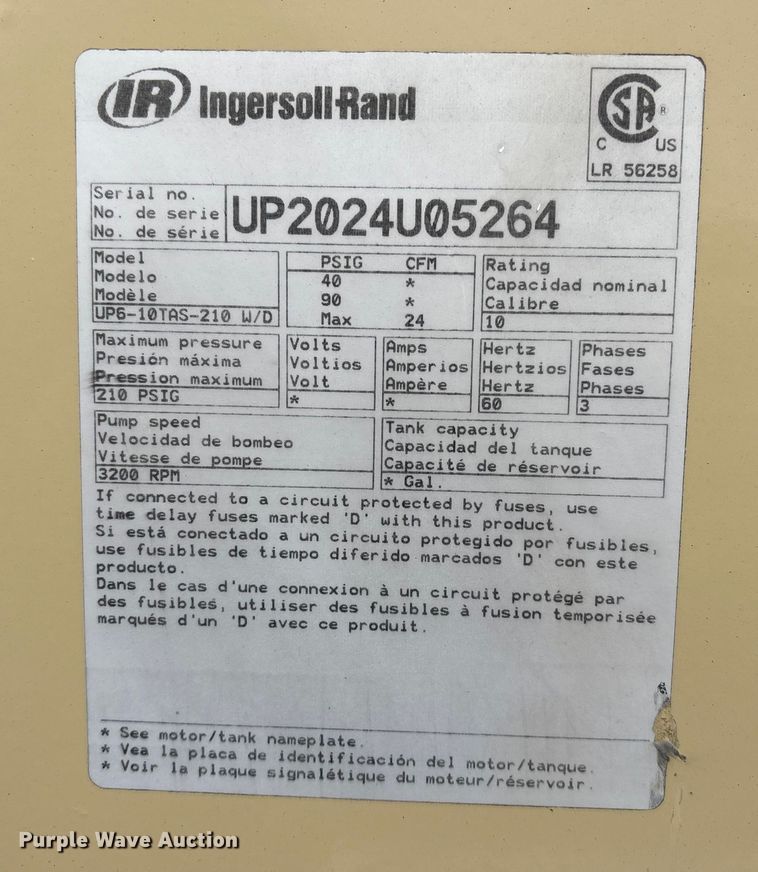 IR Ingersoll-Rand
CSA R
C US
LR 56258
Serial no.
No. de serie
No. de série
UP2024U05264
Model
Modelo
Modèle
UP6-10TAS-210 W/D
PSIG CFM
40 *
90 *
Max 24
Rating
Capacidad nominal
Calibre
10
Maximum pressure
Presión máxima
Pression maximum
210 PSIG
Volts
Voltios
Volt
*
Amps
Amperios
Ampère
*
Hertz
Hertzios
Hertz
60
Phases
Fases
Phases
3
Pump speed
Velocidad de bombeo
Vitesse de pompe
3200 RPM
Tank capacity
Capacidad del tanque
Capacité de réservoir
* Gal.
If connected to a circuit protected by fuses, use
time delay fuses marked 'D' with this product.
Si está conectado a un circuito protegido por fusibles,
use fusibles de tiempo diferido marcados 'D' con este
producto.
Dans le cas d'une connexion à un circuit protégé par
des fusibles, utiliser des fusibles à fusion temporisée
marqués d'un 'D' avec ce produit.
* See motor/tank nameplate.
* Vea la placa de identificación del motor/tanque.
* Voir la plaque signalétique du moteur/réservoir.
Purple Wave Auction